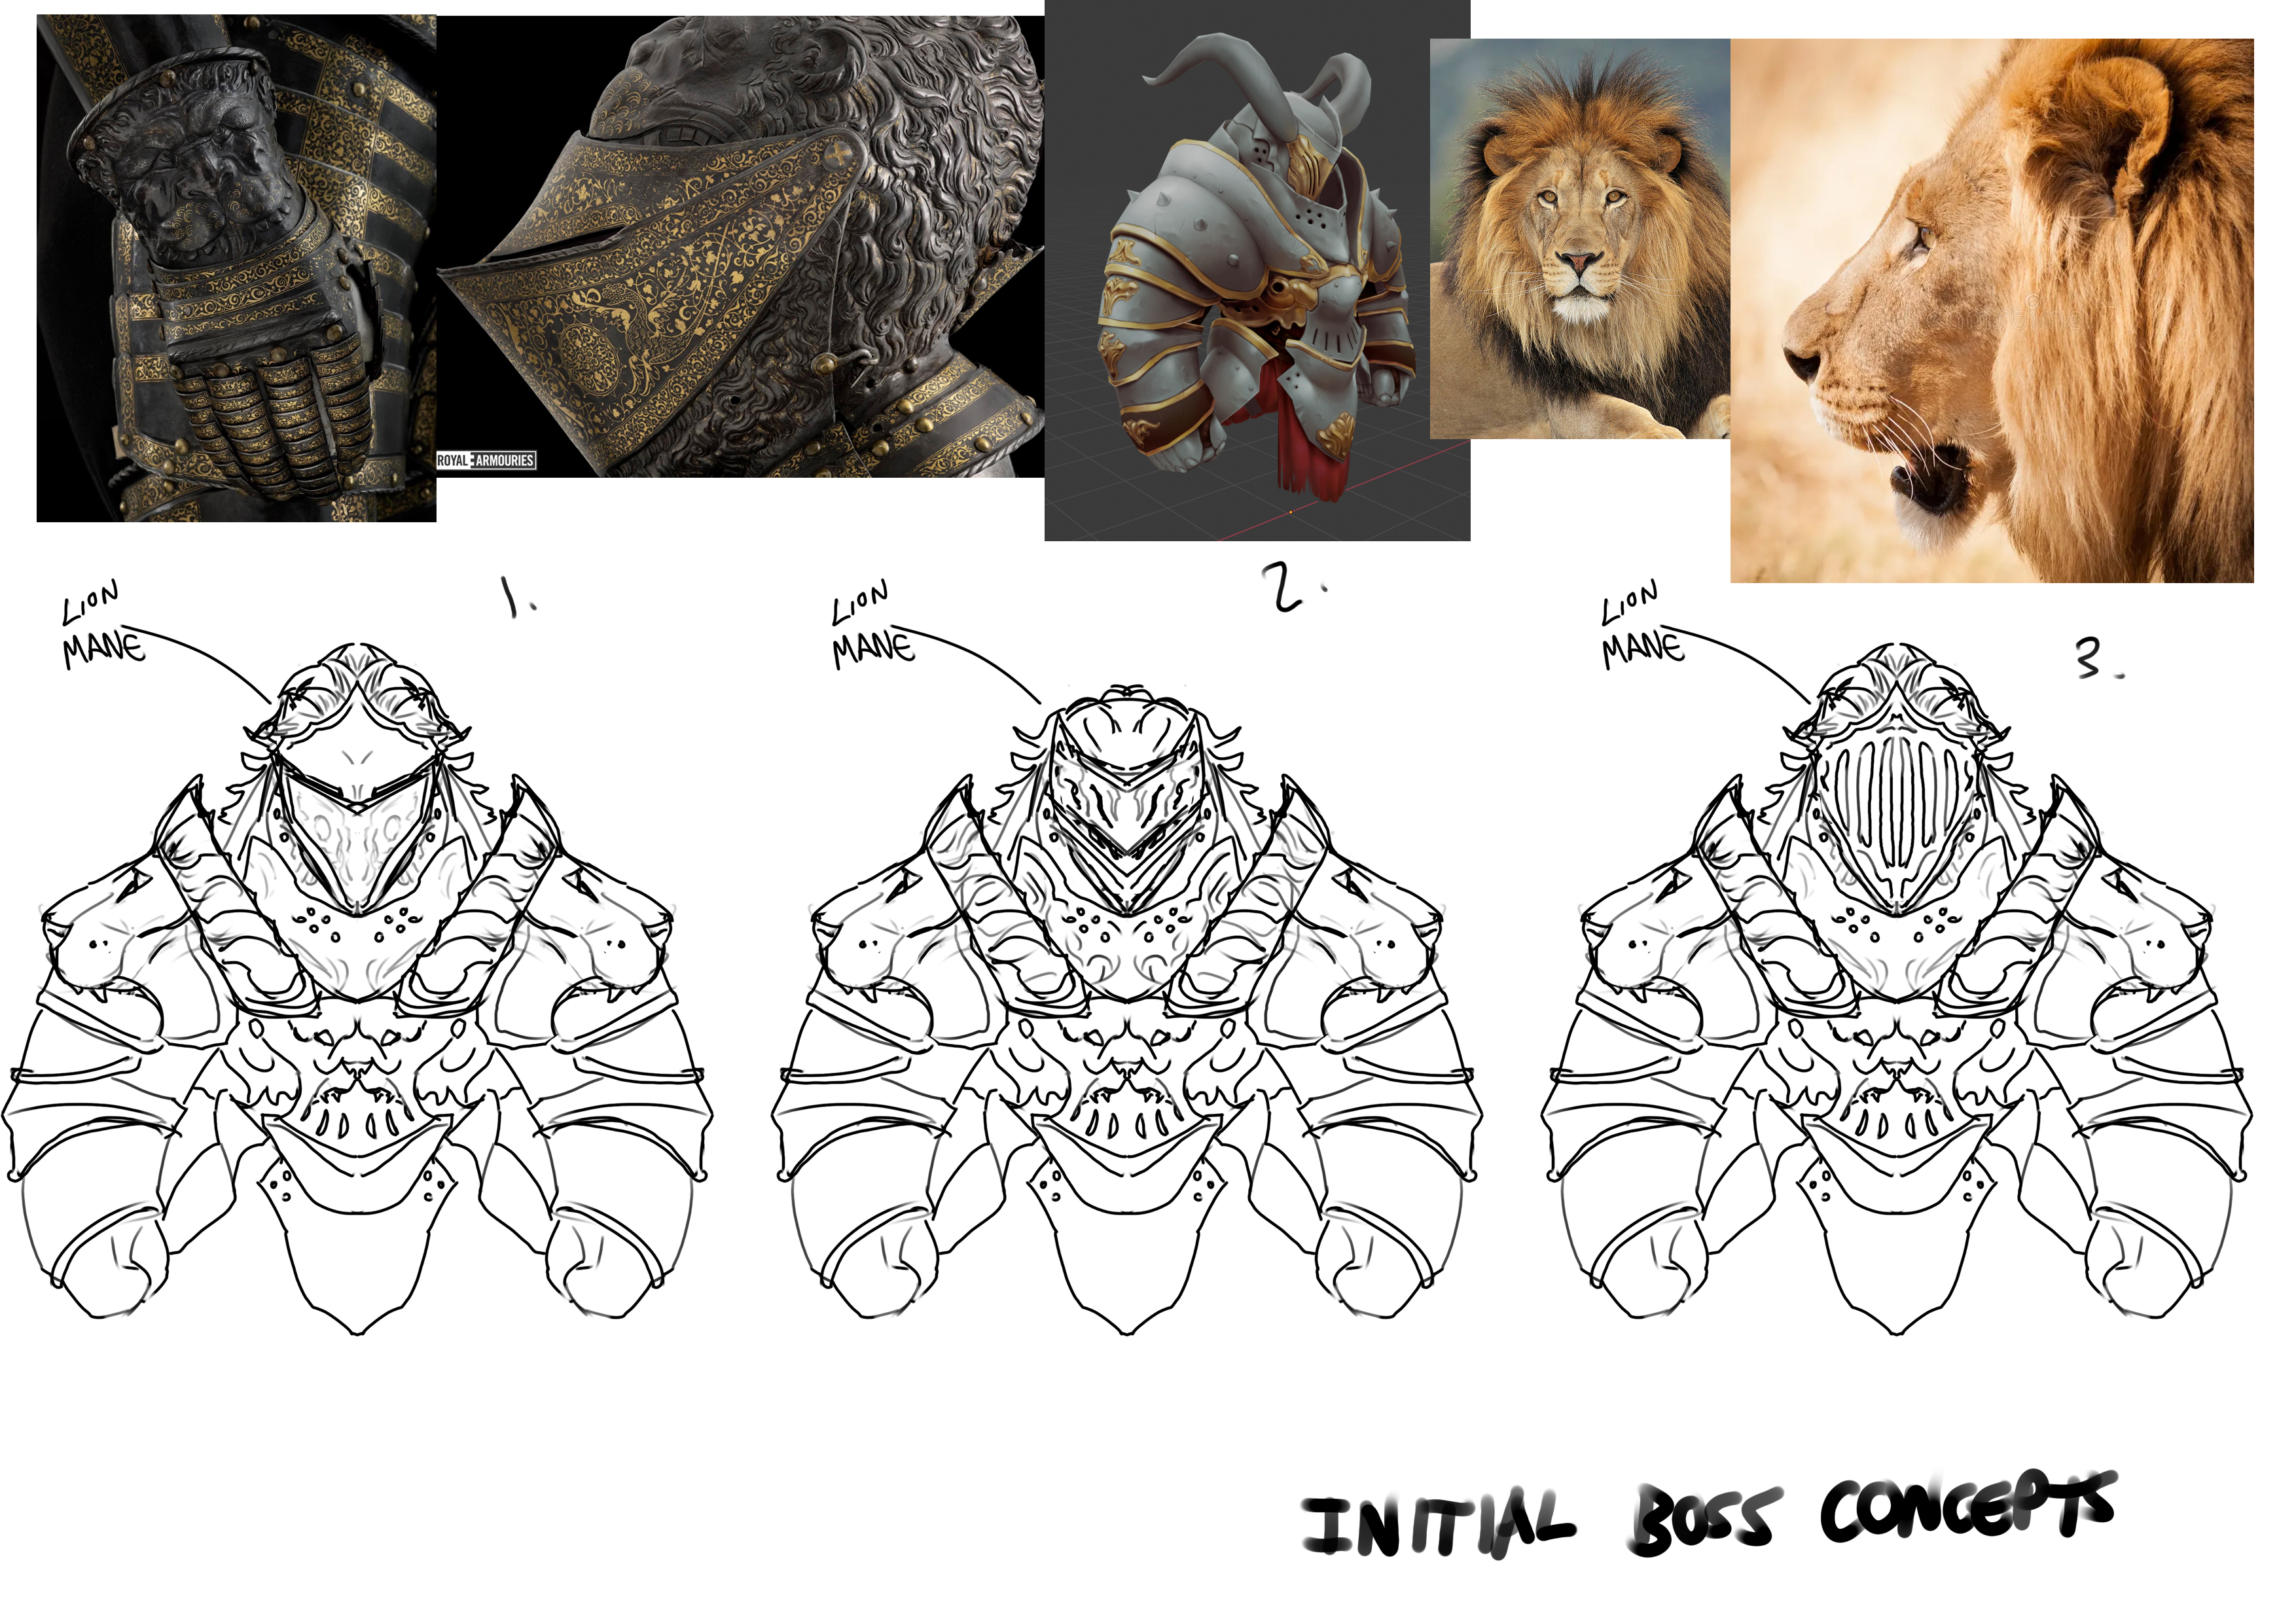 ROYAL ARMOURIES
LION
MANE
1.
LION
MANE
2.
LION
MANE
3.
INITIAL BOSS CONCEPTS